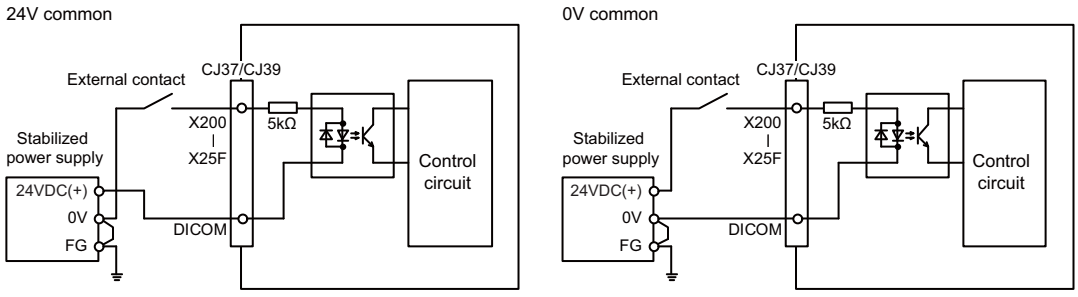 24V common
CJ37/CJ39
External contact
X200
|
X25F
5kΩ
Stabilized
power supply
24VDC(+)
0V
FG
DICOM
Control
circuit
0V common
CJ37/CJ39
External contact
X200
|
X25F
5kΩ
Stabilized
power supply
24VDC(+)
0V
FG
DICOM
Control
circuit